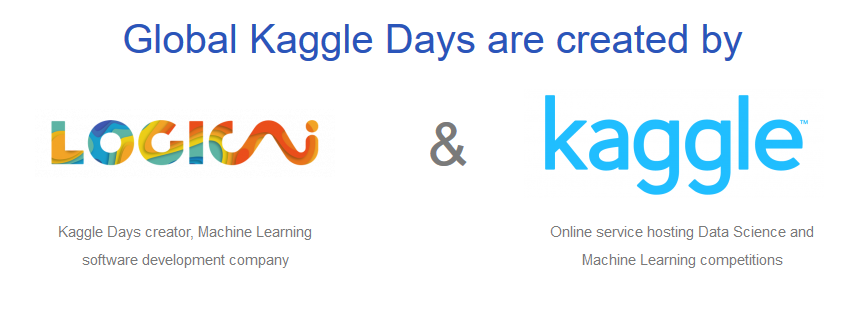 Global Kaggle Days are created by
LOGICAI
&
kaggle™
Kaggle Days creator, Machine Learning
software development company
Online service hosting Data Science and
Machine Learning competitions